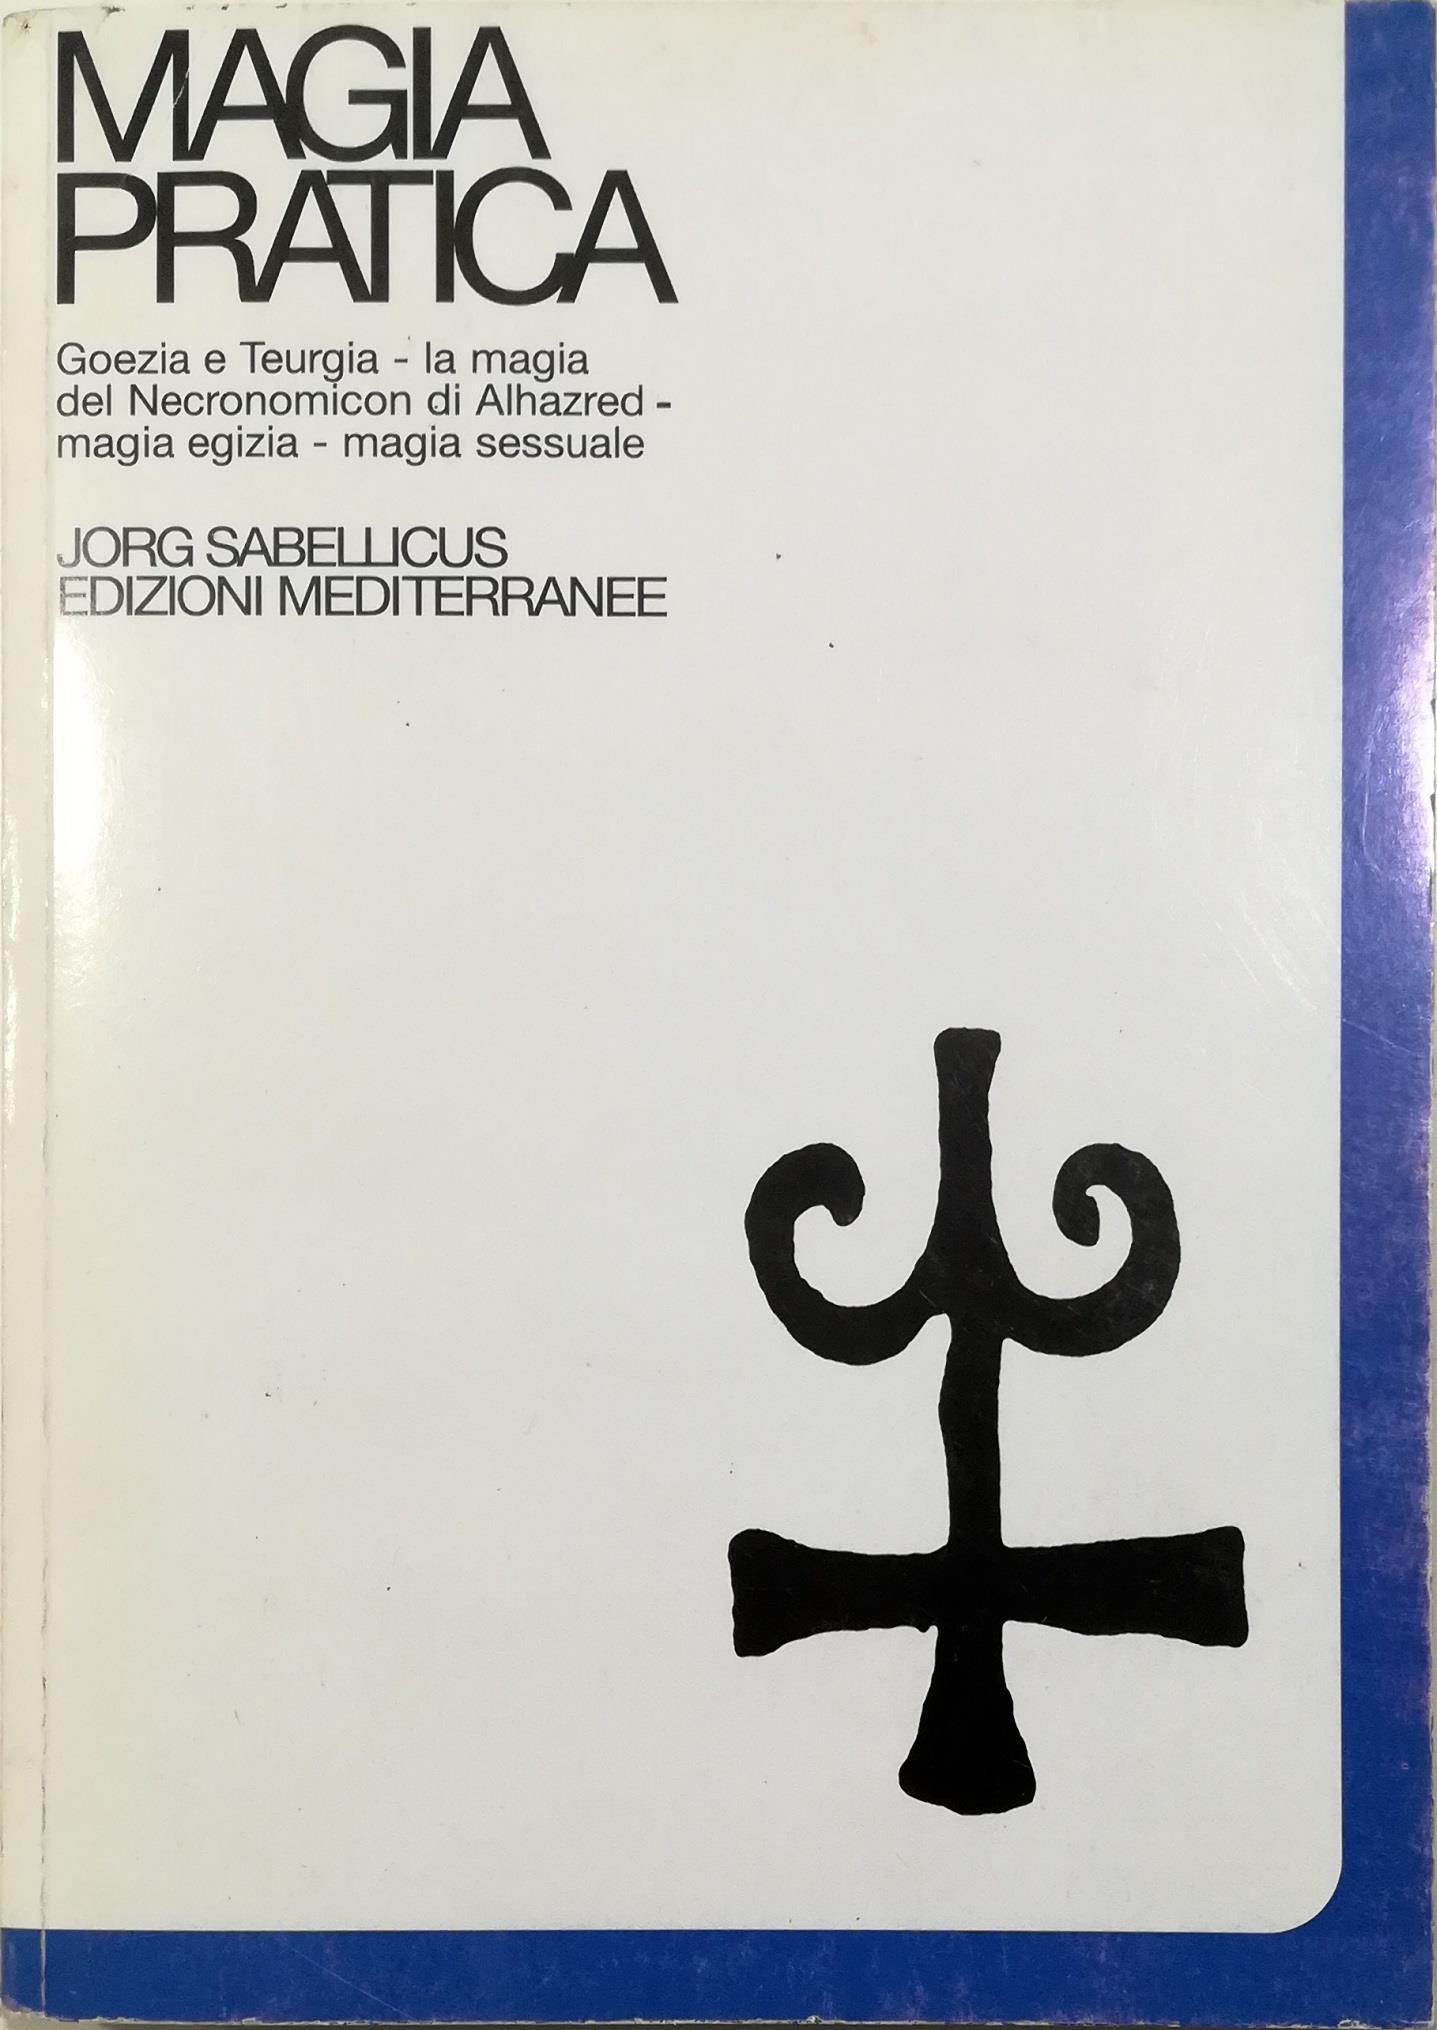 MAGIA
PRATICA
Goezia e Teurgia - la magia
del Necronomicon di Alhazred -
magia egizia - magia sessuale
JORG SABELLICUS
EDIZIONI MEDITERRANEE